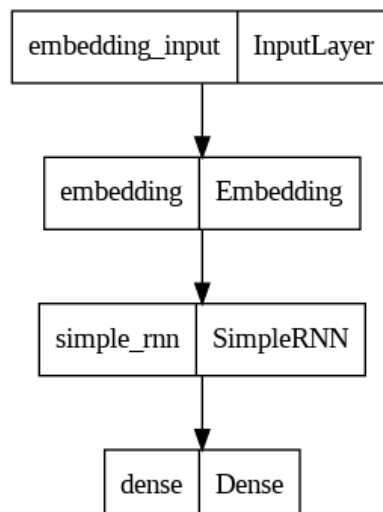 embedding_input InputLayer
embedding Embedding
simple_rnn SimpleRNN
dense Dense